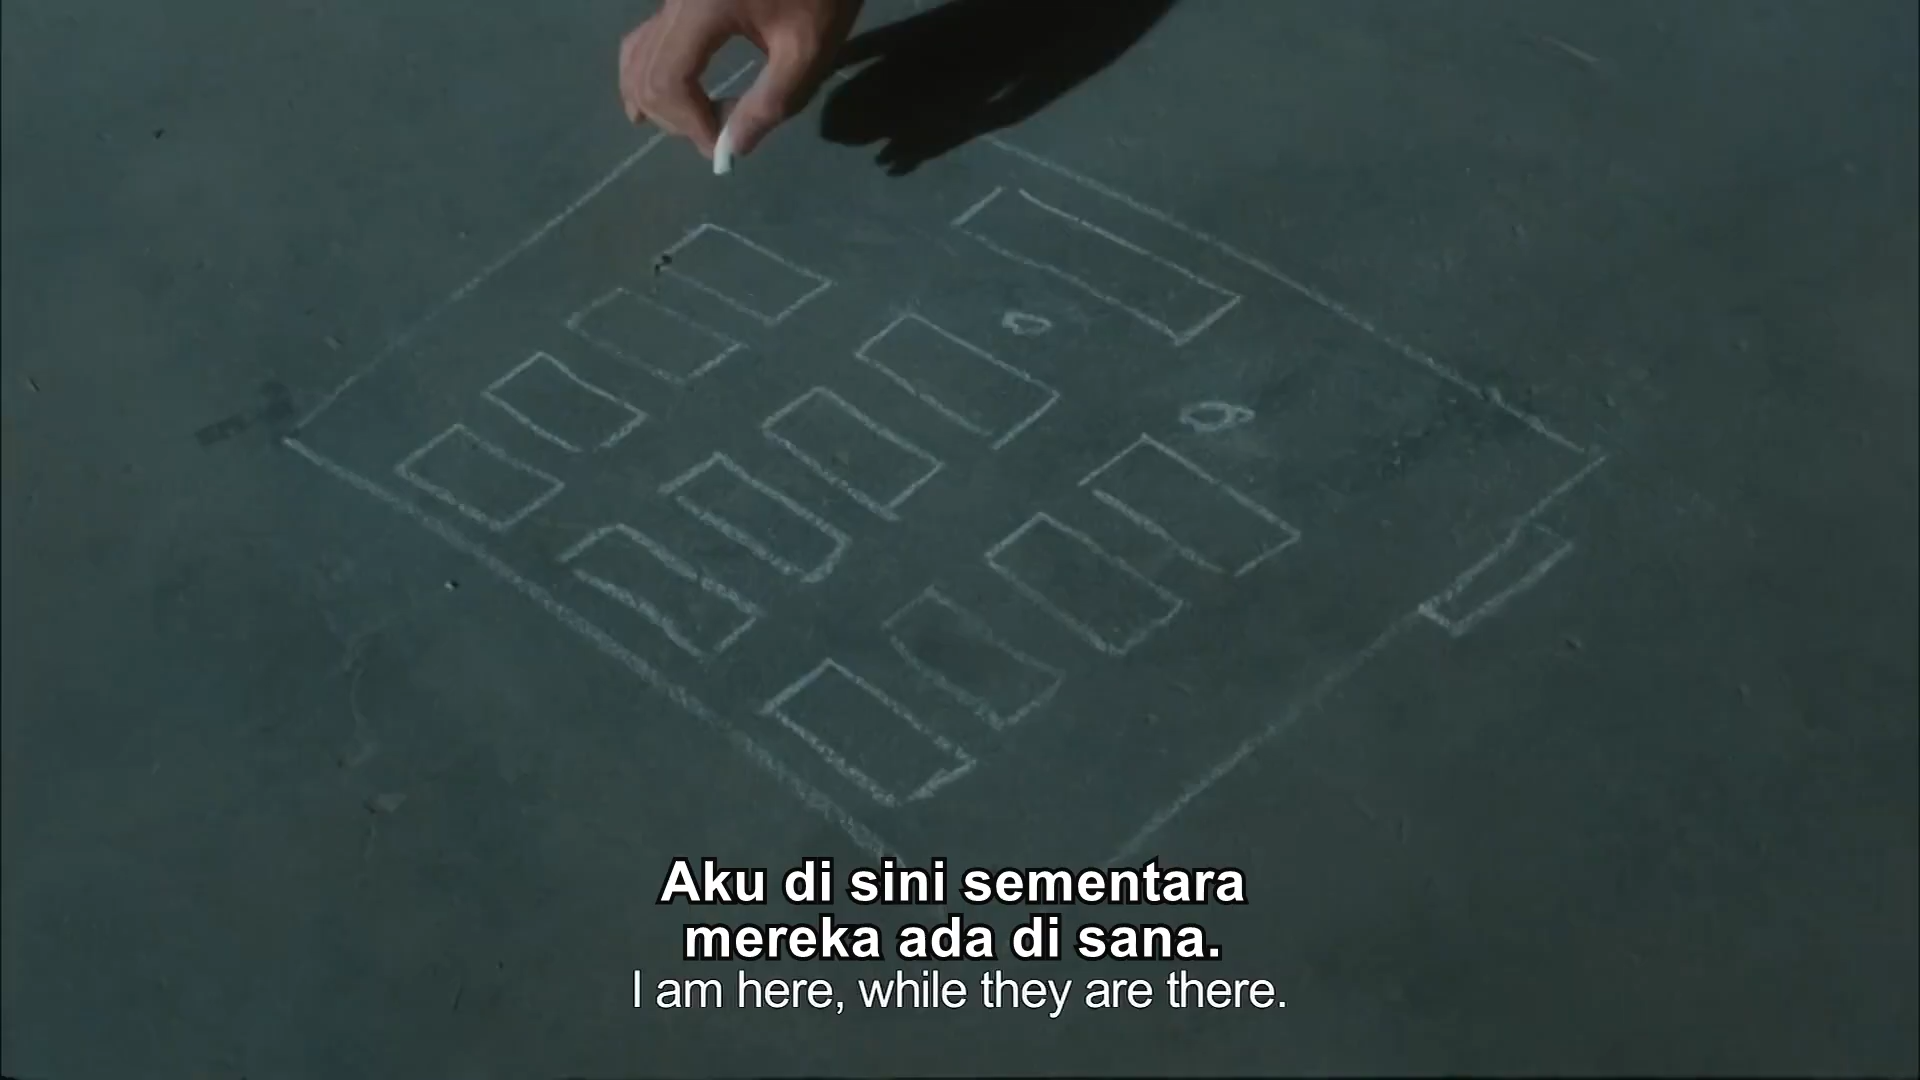 Aku di sini sementara
mereka ada di sana.
I am here, while they are there.